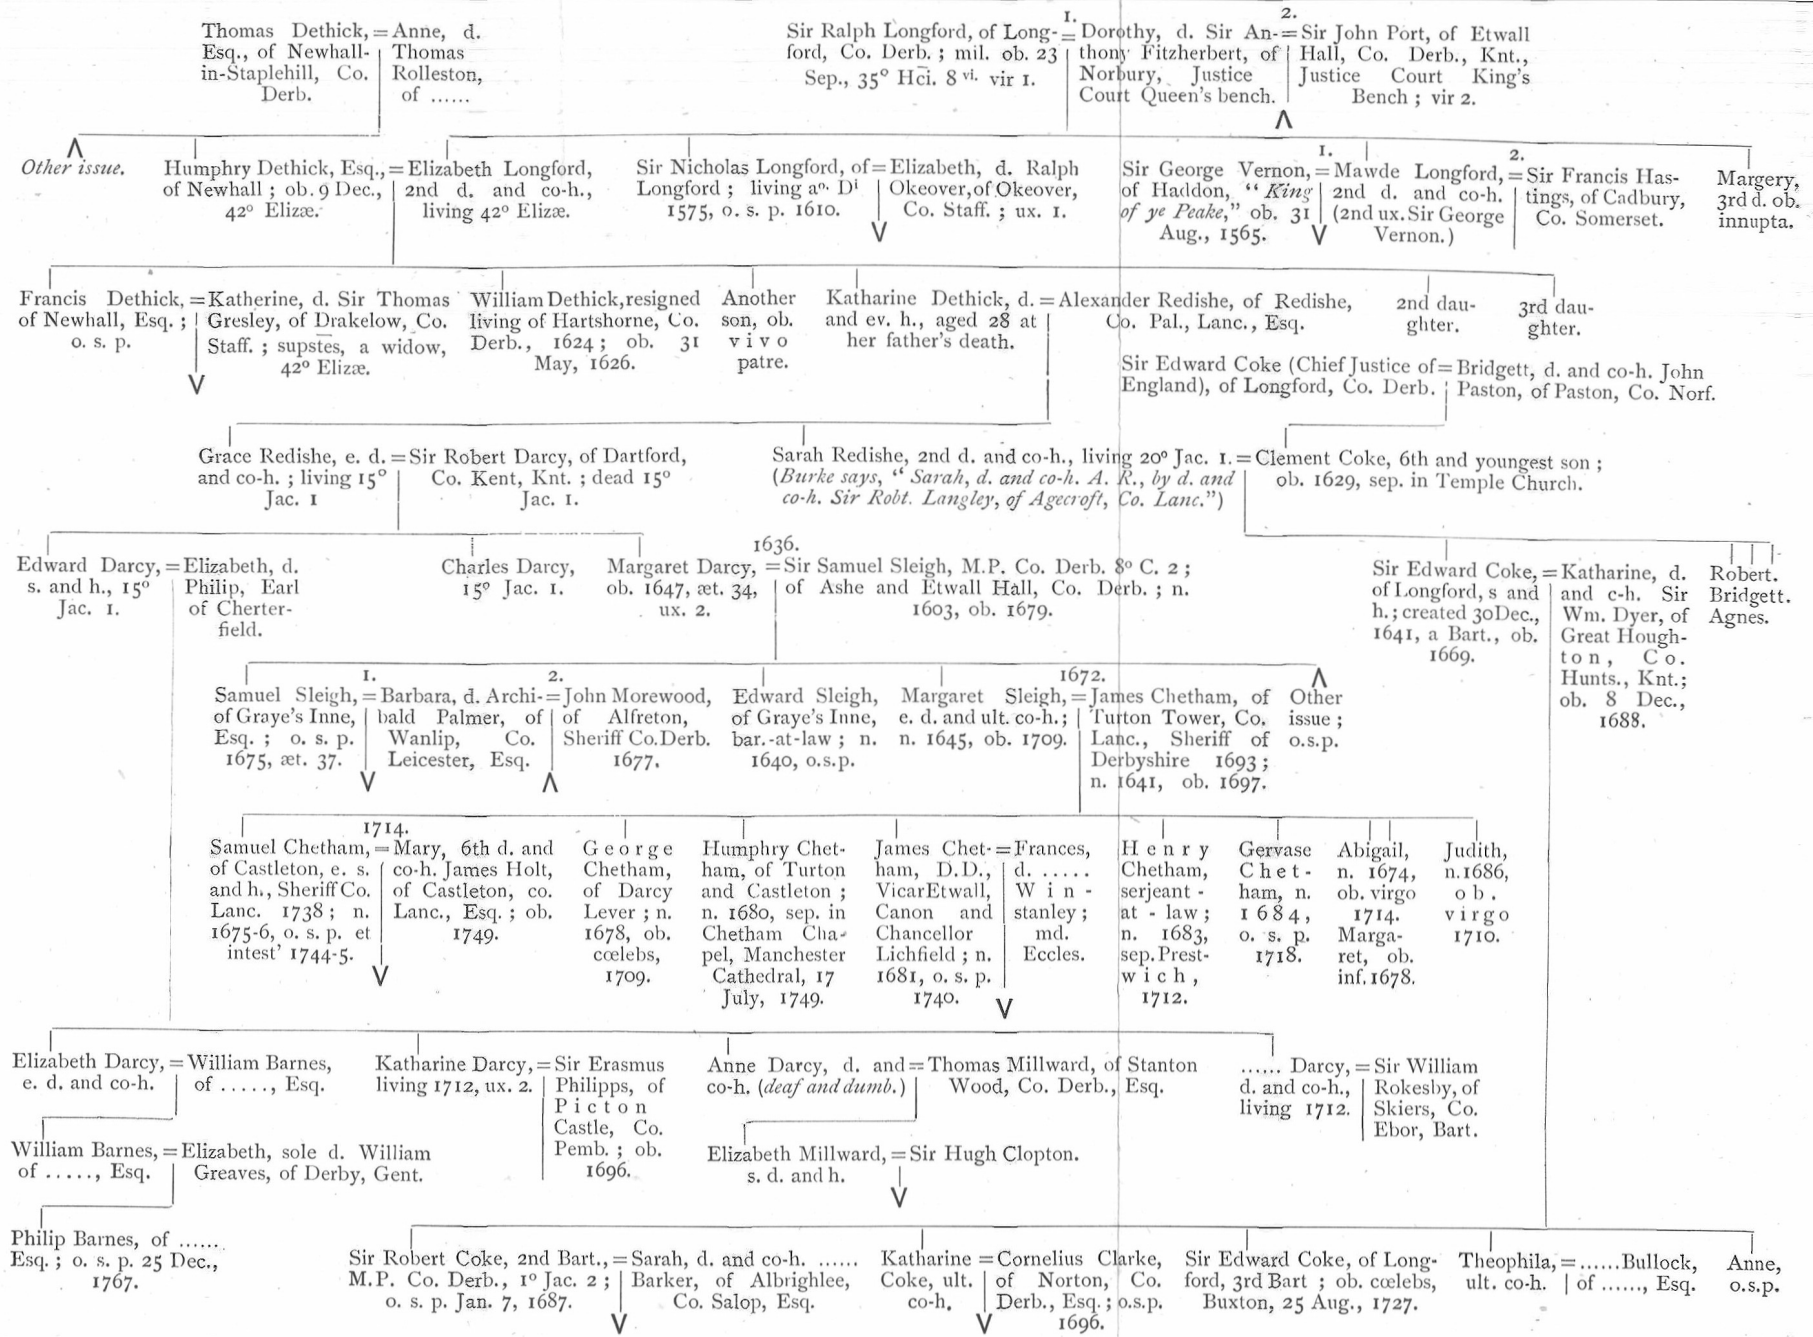 Thomas Dethick, = Anne, d.
Esq., of Newhall- Thomas
in-Staplehill, Co. Rolleston,
Derb. of ......
1. 2.
Sir Ralph Longford, of Long- = Dorothy, d. Sir An- = Sir John Port, of Etwall
ford, Co. Derb. ; mil. ob. 23 thony Fitzherbert, of Hall, Co. Derb., Knt.,
Sep., 35º Hc̄i. 8 vi. vir 1. Norbury, Justice Justice Court King's
Court Queen's bench. Bench ; vir 2.
Other issue.
Humphry Dethick, Esq., = Elizabeth Longford,
of Newhall ; ob. 9 Dec., 2nd d. and co-h.,
42º Elizæ. living 42º Elizæ.
Sir Nicholas Longford, of = Elizabeth, d. Ralph
Longford ; living aº. Dⁱ Okeover, of Okeover,
1575, o. s. p. 1610. Co. Staff. ; ux. 1.
1. 2.
Sir George Vernon, = Mawde Longford, = Sir Francis Has-
of Haddon, "King 2nd d. and co-h. tings, of Cadbury,
of ye Peake," ob. 31 (2nd ux. Sir George Co. Somerset.
Aug., 1565. Vernon.)
Margery,
3rd d. ob.
innupta.
Francis Dethick, = Katherine, d. Sir Thomas
of Newhall, Esq. ; Gresley, of Drakelow, Co.
o. s. p. Staff. ; supstes, a widow,
42º Elizæ.
William Dethick, resigned
living of Hartshorne, Co.
Derb., 1624 ; ob. 31
May, 1626.
Another
son, ob.
vivo
patre.
Katharine Dethick, d. = Alexander Redishe, of Redishe,
and ev. h., aged 28 at Co. Pal., Lanc., Esq.
her father's death.
2nd dau-
ghter.
3rd dau-
ghter.
Sir Edward Coke (Chief Justice of = Bridgett, d. and co-h. John
England), of Longford, Co. Derb. Paston, of Paston, Co. Norf.
Grace Redishe, e. d. = Sir Robert Darcy, of Dartford,
and co-h. ; living 15º Co. Kent, Knt. ; dead 15º
Jac. 1 Jac. 1.
Sarah Redishe, 2nd d. and co-h., living 20º Jac. 1. = Clement Coke, 6th and youngest son ;
(Burke says, "Sarah, d. and co-h. A. R., by d. and ob. 1629, sep. in Temple Church.
co-h. Sir Robt. Langley, of Agecroft, Co. Lanc.")
Edward Darcy, = Elizabeth, d.
s. and h., 15º Philip, Earl
Jac. 1. of Cherter-
field.
Charles Darcy,
15º Jac. 1.
1636.
Margaret Darcy, = Sir Samuel Sleigh, M.P. Co. Derb. 8º C. 2 ;
ob. 1647, æt. 34, of Ashe and Etwall Hall, Co. Derb. ; n.
ux. 2. 1603, ob. 1679.
Sir Edward Coke, = Katharine, d.
of Longford, s and and c-h. Sir
h. ; created 30 Dec., Wm. Dyer, of
1641, a Bart., ob. Great Hough-
1669. ton, Co.
Hunts., Knt.;
ob. 8 Dec.,
1688.
Robert.
Bridgett.
Agnes.
1. 2.
Samuel Sleigh, = Barbara, d. Archi- = John Morewood,
of Graye's Inne, bald Palmer, of of Alfreton,
Esq. ; o. s. p. Wanlip, Co. Sheriff Co. Derb.
1675, æt. 37. Leicester, Esq. 1677.
Edward Sleigh,
of Graye's Inne,
bar.-at-law ; n.
1640, o.s.p.
1672.
Margaret Sleigh, = James Chetham, of
e. d. and ult. co-h.; Turton Tower, Co.
n. 1645, ob. 1709. Lanc., Sheriff of
Derbyshire 1693 ;
n. 1641, ob. 1697.
Other
issue ;
o.s.p.
1714.
Samuel Chetham, = Mary, 6th d. and
of Castleton, e. s. co-h. James Holt,
and h., Sheriff Co. of Castleton, co.
Lanc. 1738 ; n. Lanc., Esq. ; ob.
1675-6, o. s. p. et 1749.
intest' 1744-5.
George
Chetham,
of Darcy
Lever ; n.
1678, ob.
cœlebs,
1709.
Humphry Chet-
ham, of Turton
and Castleton ;
n. 1680, sep. in
Chetham Cha-
pel, Manchester
Cathedral, 17
July, 1749.
James Chet- = Frances,
ham, D.D., d. .....
Vicar Etwall, Win-
Canon and stanley ;
Chancellor md.
Lichfield ; n. Eccles.
1681, o. s. p.
1740.
Henry
Chetham,
serjeant -
at - law ;
n. 1683,
sep. Prest-
wich,
1712.
Gervase
Chet-
ham, n.
1684,
o. s. p.
1718.
Abigail,
n. 1674,
ob. virgo
1714.
Marga-
ret, ob.
inf. 1678.
Judith,
n. 1686,
ob.
virgo
1710.
Elizabeth Darcy, = William Barnes,
e. d. and co-h. of ....., Esq.
Katharine Darcy, = Sir Erasmus
living 1712, ux. 2. Philipps, of
Picton
Castle, Co.
Pemb. ; ob.
1696.
Anne Darcy, d. and = Thomas Millward, of Stanton
co-h. (deaf and dumb.) Wood, Co. Derb., Esq.
...... Darcy, = Sir William
d. and co-h., Rokesby, of
living 1712. Skiers, Co.
Ebor, Bart.
William Barnes, = Elizabeth, sole d. William
of ....., Esq. Greaves, of Derby, Gent.
Elizabeth Millward, = Sir Hugh Clopton.
s. d. and h.
Philip Barnes, of ......
Esq. ; o. s. p. 25 Dec.,
1767.
Sir Robert Coke, 2nd Bart., = Sarah, d. and co-h. ......
M.P. Co. Derb., 1º Jac. 2 ; Barker, of Albrighlee,
o. s. p. Jan. 7, 1687. Co. Salop, Esq.
Katharine = Cornelius Clarke,
Coke, ult. of Norton, Co.
co-h. Derb., Esq. ; o.s.p.
1696.
Sir Edward Coke, of Long-
ford, 3rd Bart ; ob. cœlebs,
Buxton, 25 Aug., 1727.
Theophila, = ......Bullock,
ult. co-h. of ......, Esq.
Anne,
o.s.p.